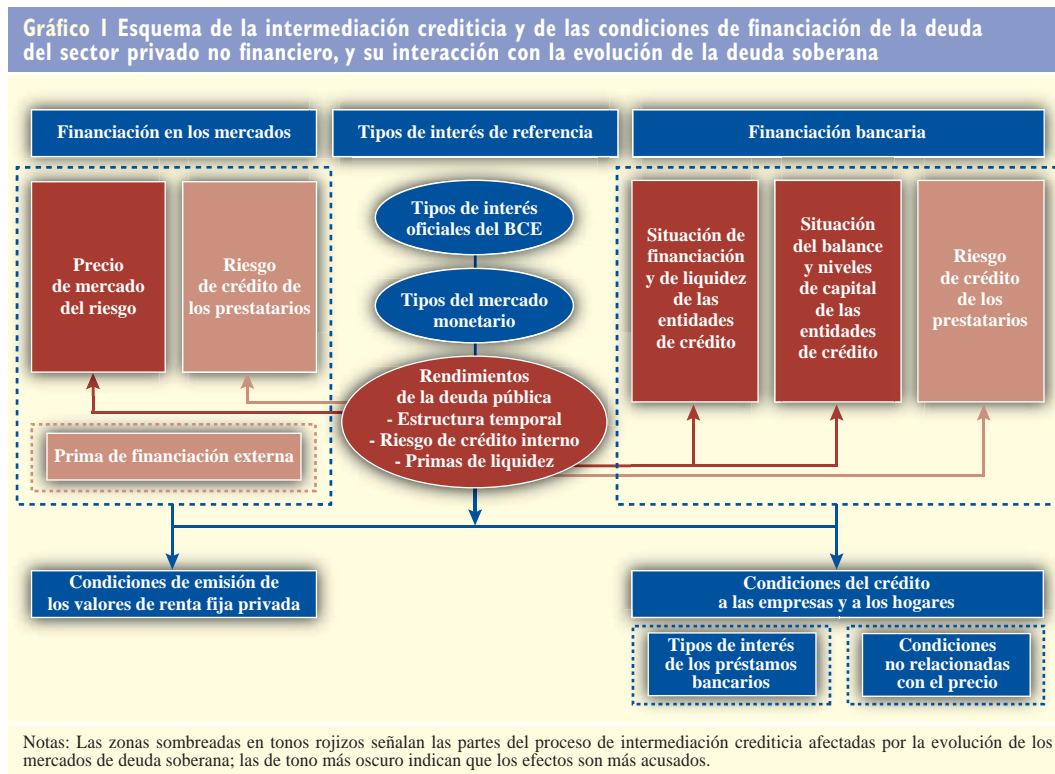 Gráfico 1 Esquema de la intermediación crediticia y de las condiciones de financiación de la deuda
del sector privado no financiero, y su interacción con la evolución de la deuda soberana
Financiación en los mercados
Tipos de interés de referencia
Financiación bancaria
Precio
de mercado
del riesgo
Riesgo
de crédito de
los prestatarios
Tipos de interés
oficiales del BCE
Tipos del mercado
monetario
Rendimientos
de la deuda pública
- Estructura temporal
- Riesgo de crédito interno
- Primas de liquidez
Situación de
financiación
y de liquidez
de las
entidades
de crédito
Situación
del balance
y niveles
de capital
de las
entidades
de crédito
Riesgo
de crédito
de los
prestatarios
Prima de financiación externa
Condiciones de emisión de
los valores de renta fija privada
Condiciones del crédito
a las empresas y a los hogares
Tipos de interés
de los préstamos
bancarios
Condiciones
no relacionadas
con el precio
Notas: Las zonas sombreadas en tonos rojizos señalan las partes del proceso de intermediación crediticia afectadas por la evolución de los
mercados de deuda soberana; las de tono más oscuro indican que los efectos son más acusados.